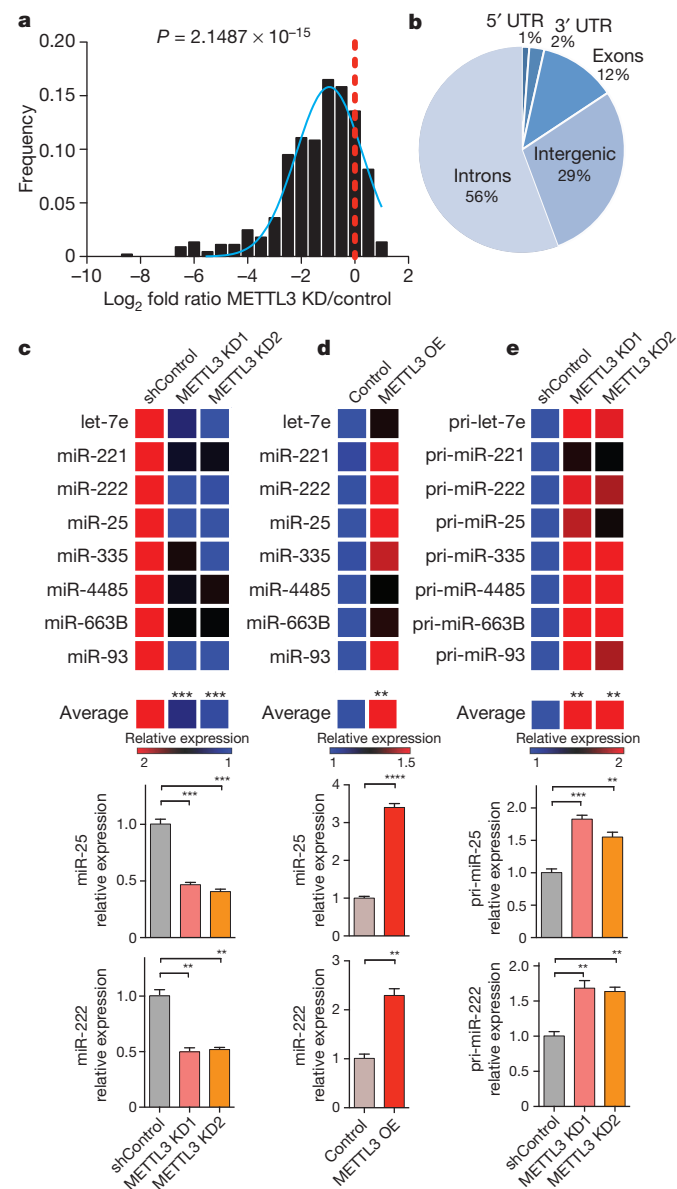 a
P = 2.1487 × 10⁻¹⁵
Frequency
0.20
0.15
0.10
0.05
0
−10 −8 −6 −4 −2 0 2
Log₂ fold ratio METTL3 KD/control
b
5′ UTR
1%
3′ UTR
2%
Exons
12%
Intergenic
29%
Introns
56%
c
shControl
METTL3 KD1
METTL3 KD2
let-7e
miR-221
miR-222
miR-25
miR-335
miR-4485
miR-663B
miR-93
*** ***
Average
Relative expression
2 1
miR-25
relative expression
1.0
0.5
0
***
***
miR-222
relative expression
1.0
0.5
0
**
**
shControl
METTL3 KD1
METTL3 KD2
d
Control
METTL3 OE
let-7e
miR-221
miR-222
miR-25
miR-335
miR-4485
miR-663B
miR-93
**
Average
Relative expression
1 1.5
miR-25
relative expression
4
3
2
1
0
****
miR-222
relative expression
3
2
1
0
**
Control
METTL3 OE
e
shControl
METTL3 KD1
METTL3 KD2
pri-let-7e
pri-miR-221
pri-miR-222
pri-miR-25
pri-miR-335
pri-miR-4485
pri-miR-663B
pri-miR-93
** **
Average
Relative expression
1 2
pri-miR-25
relative expression
2.0
1.5
1.0
0.5
0
**
***
pri-miR-222
relative expression
2.0
1.5
1.0
0.5
0
**
**
shControl
METTL3 KD1
METTL3 KD2